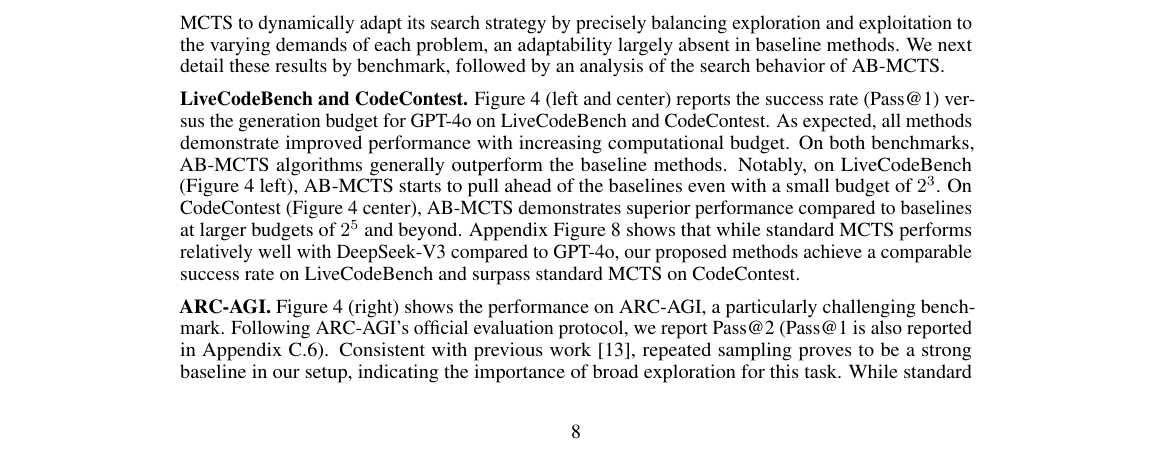 MCTS to dynamically adapt its search strategy by precisely balancing exploration and exploitation to
the varying demands of each problem, an adaptability largely absent in baseline methods. We next
detail these results by benchmark, followed by an analysis of the search behavior of AB-MCTS.
LiveCodeBench and CodeContest. Figure 4 (left and center) reports the success rate (Pass@1) ver-
sus the generation budget for GPT-4o on LiveCodeBench and CodeContest. As expected, all methods
demonstrate improved performance with increasing computational budget. On both benchmarks,
AB-MCTS algorithms generally outperform the baseline methods. Notably, on LiveCodeBench
(Figure 4 left), AB-MCTS starts to pull ahead of the baselines even with a small budget of 2³. On
CodeContest (Figure 4 center), AB-MCTS demonstrates superior performance compared to baselines
at larger budgets of 2⁵ and beyond. Appendix Figure 8 shows that while standard MCTS performs
relatively well with DeepSeek-V3 compared to GPT-4o, our proposed methods achieve a comparable
success rate on LiveCodeBench and surpass standard MCTS on CodeContest.
ARC-AGI. Figure 4 (right) shows the performance on ARC-AGI, a particularly challenging bench-
mark. Following ARC-AGI's official evaluation protocol, we report Pass@2 (Pass@1 is also reported
in Appendix C.6). Consistent with previous work [13], repeated sampling proves to be a strong
baseline in our setup, indicating the importance of broad exploration for this task. While standard
8